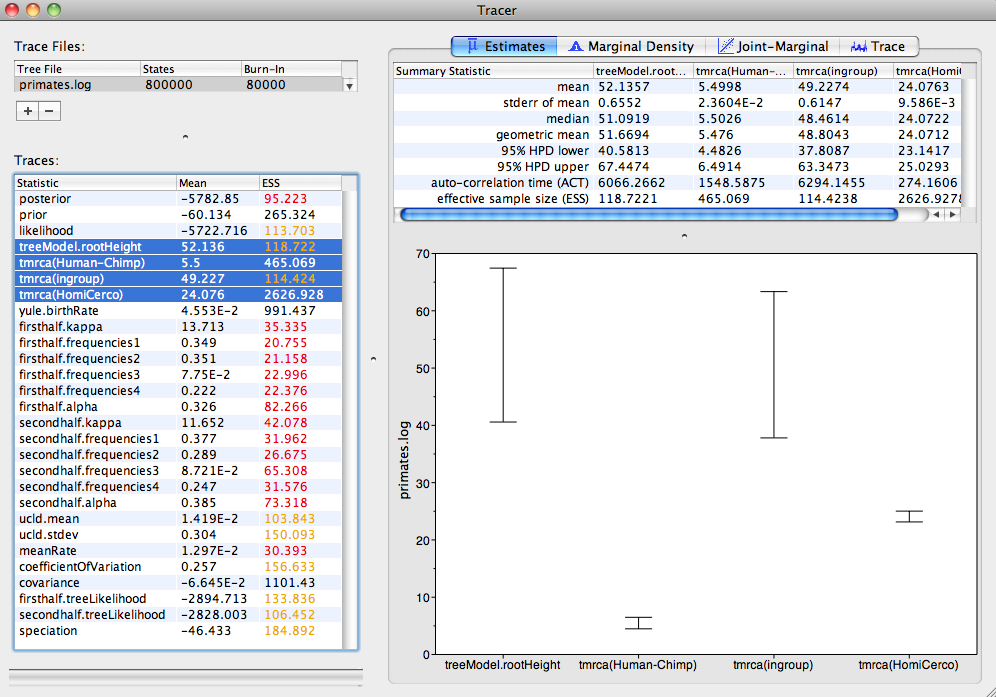 Tracer
Trace Files:
Tree File States Burn-In
primates.log 800000 80000
+ −
Traces:
Statistic Mean ESS
posterior -5782.85 95.223
prior -60.134 265.324
likelihood -5722.716 113.703
treeModel.rootHeight 52.136 118.722
tmrca(Human-Chimp) 5.5 465.069
tmrca(ingroup) 49.227 114.424
tmrca(HomiCerco) 24.076 2626.928
yule.birthRate 4.553E-2 991.437
firsthalf.kappa 13.713 35.335
firsthalf.frequencies1 0.349 20.755
firsthalf.frequencies2 0.351 21.158
firsthalf.frequencies3 7.75E-2 22.996
firsthalf.frequencies4 0.222 22.376
firsthalf.alpha 0.326 82.266
secondhalf.kappa 11.652 42.078
secondhalf.frequencies1 0.377 31.962
secondhalf.frequencies2 0.289 26.675
secondhalf.frequencies3 8.721E-2 65.308
secondhalf.frequencies4 0.247 31.576
secondhalf.alpha 0.385 73.318
ucld.mean 1.419E-2 103.843
ucld.stdev 0.304 150.093
meanRate 1.297E-2 30.393
coefficientOfVariation 0.257 156.633
covariance -6.645E-2 1101.43
firsthalf.treeLikelihood -2894.713 133.836
secondhalf.treeLikelihood -2828.003 106.452
speciation -46.433 184.892
Estimates Marginal Density Joint-Marginal Trace
Summary Statistic treeModel.root... tmrca(Human-... tmrca(ingroup) tmrca(Homi
mean 52.1357 5.4998 49.2274 24.0763
stderr of mean 0.6552 2.3604E-2 0.6147 9.586E-3
median 51.0919 5.5026 48.4614 24.0722
geometric mean 51.6694 5.476 48.8043 24.0712
95% HPD lower 40.5813 4.4826 37.8087 23.1417
95% HPD upper 67.4474 6.4914 63.3473 25.0293
auto-correlation time (ACT) 6066.2662 1548.5875 6294.1455 274.1606
effective sample size (ESS) 118.7221 465.069 114.4238 2626.9278
70
60
50
40
30
20
10
0
primates.log
treeModel.rootHeight tmrca(Human-Chimp) tmrca(ingroup) tmrca(HomiCerco)